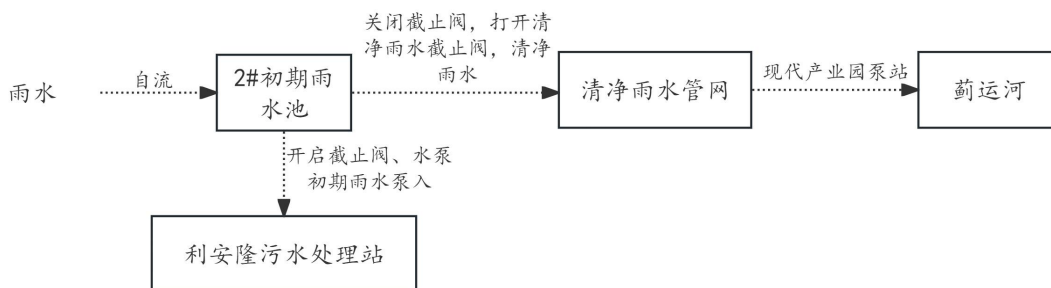 雨水
自流
2#初期雨
水池
关闭截止阀，打开清
净雨水截止阀，清净
雨水
清净雨水管网
现代产业园泵站
蓟运河
开启截止阀、水泵
初期雨水泵入
利安隆污水处理站